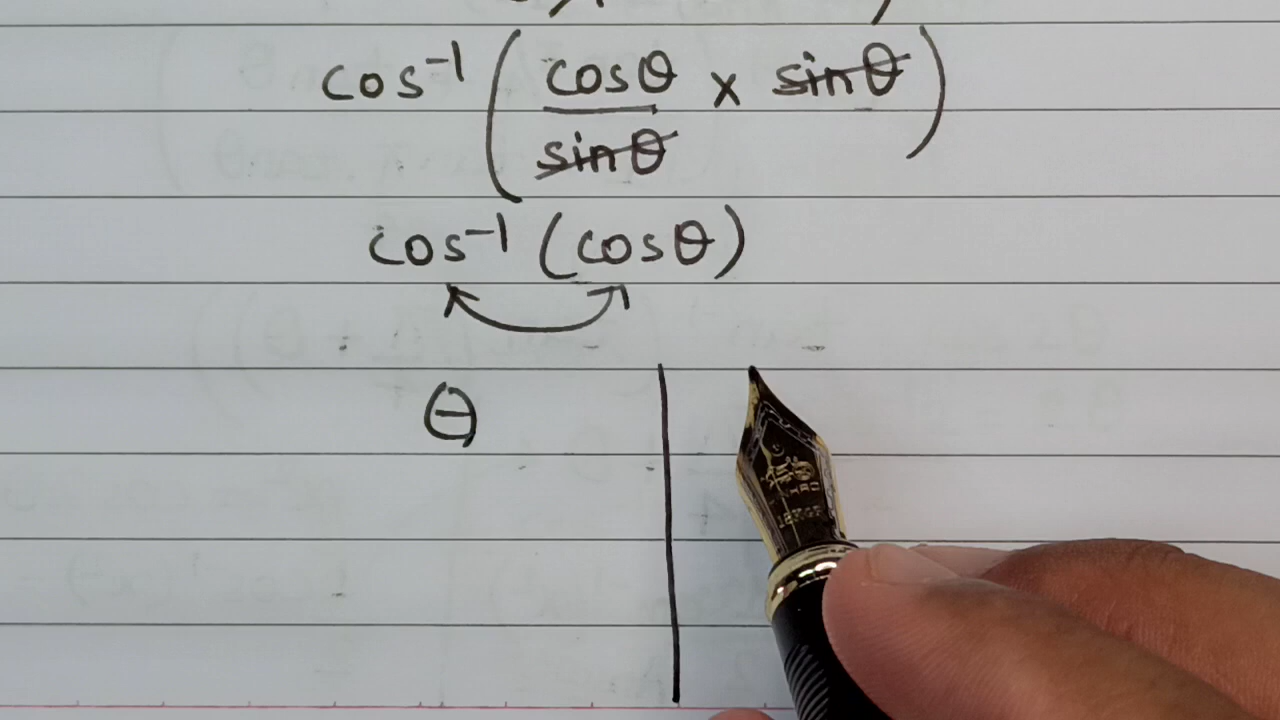 cos⁻¹ ( cosθ / sinθ × sinθ )
cos⁻¹ (cosθ)
θ